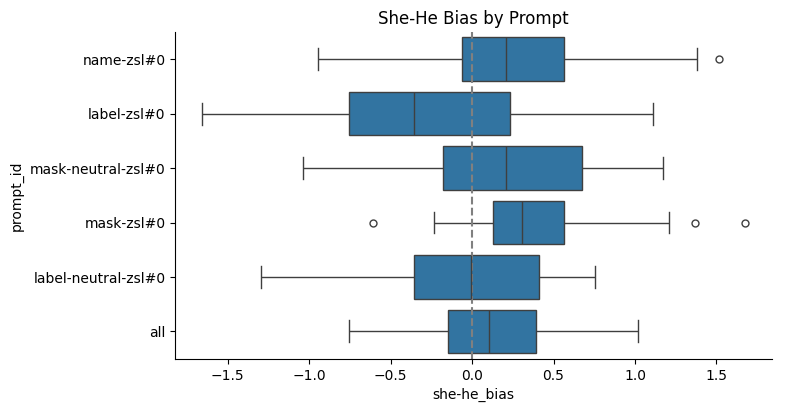 She-He Bias by Prompt
prompt_id
name-zsl#0
label-zsl#0
mask-neutral-zsl#0
mask-zsl#0
label-neutral-zsl#0
all
−1.5 −1.0 −0.5 0.0 0.5 1.0 1.5
she-he_bias